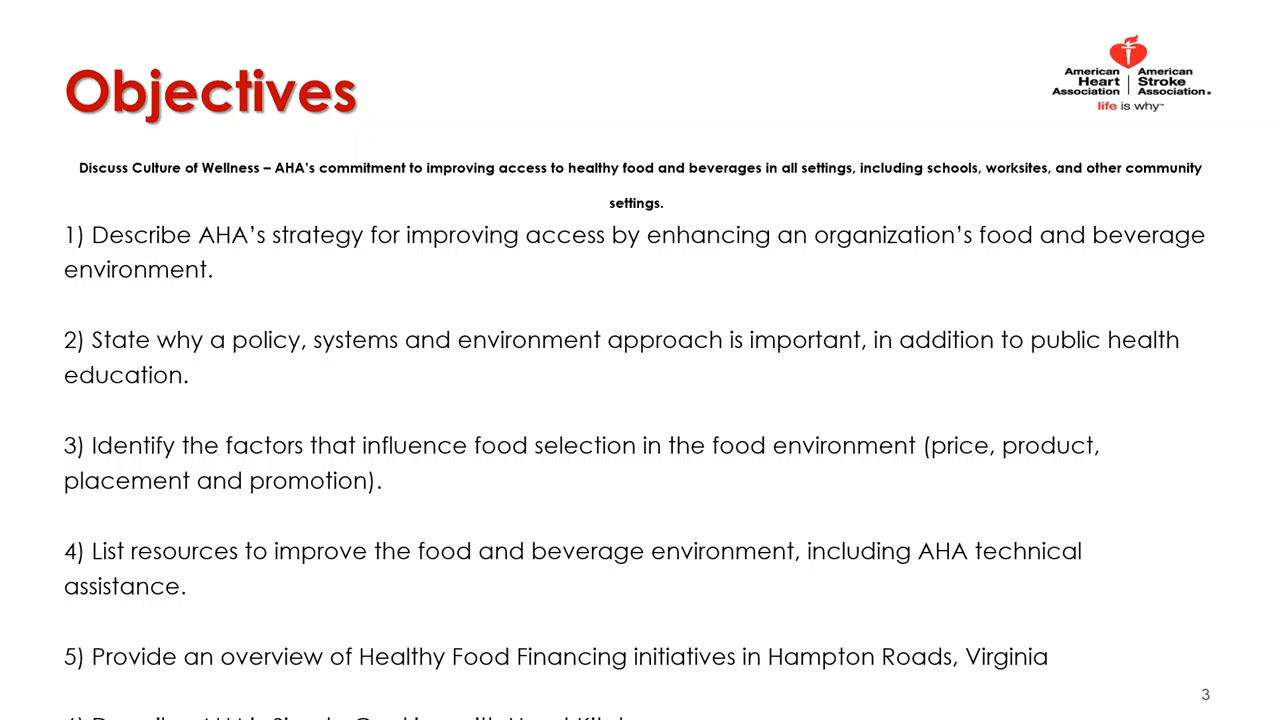 Objectives
American Heart Association
American Stroke Association®
life is why™
Discuss Culture of Wellness – AHA’s commitment to improving access to healthy food and beverages in all settings, including schools, worksites, and other community
settings.
1) Describe AHA’s strategy for improving access by enhancing an organization’s food and beverage
environment.
2) State why a policy, systems and environment approach is important, in addition to public health
education.
3) Identify the factors that influence food selection in the food environment (price, product,
placement and promotion).
4) List resources to improve the food and beverage environment, including AHA technical
assistance.
5) Provide an overview of Healthy Food Financing initiatives in Hampton Roads, Virginia
3